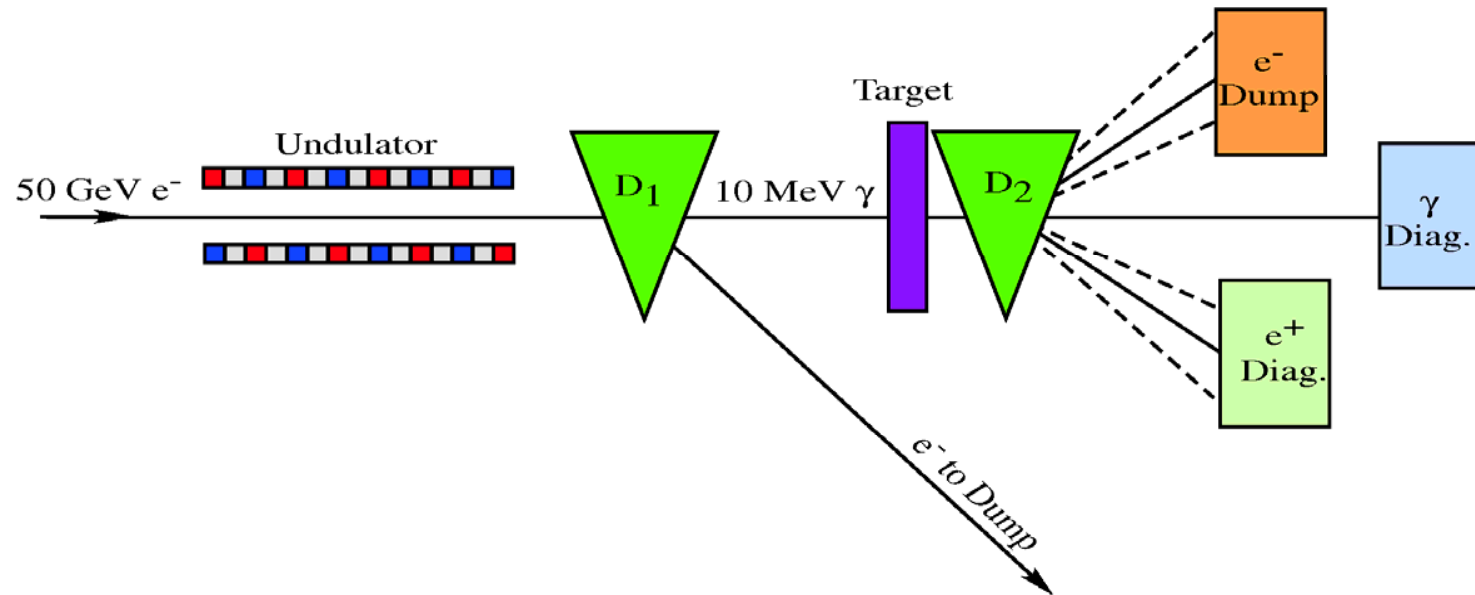 e⁻
Dump
Target
Undulator
50 GeV e⁻
D₁
10 MeV γ
D₂
γ
Diag.
e⁺
Diag.
e⁻ to Dump